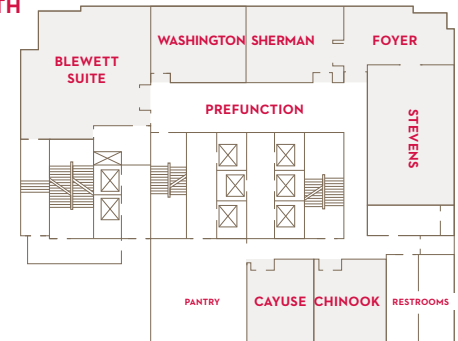 TH
BLEWETT
SUITE
WASHINGTON
SHERMAN
FOYER
PREFUNCTION
STEVENS
PANTRY
CAYUSE
CHINOOK
RESTROOMS